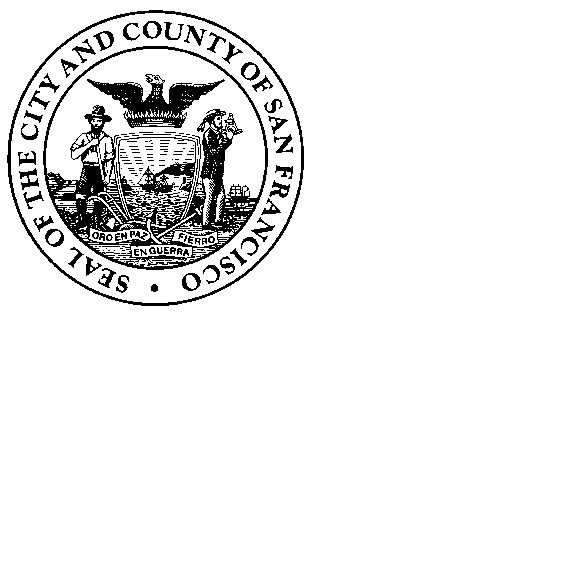 SEAL OF THE CITY AND COUNTY OF SAN FRANCISCO
ORO EN PAZ
FIERRO
EN GUERRA